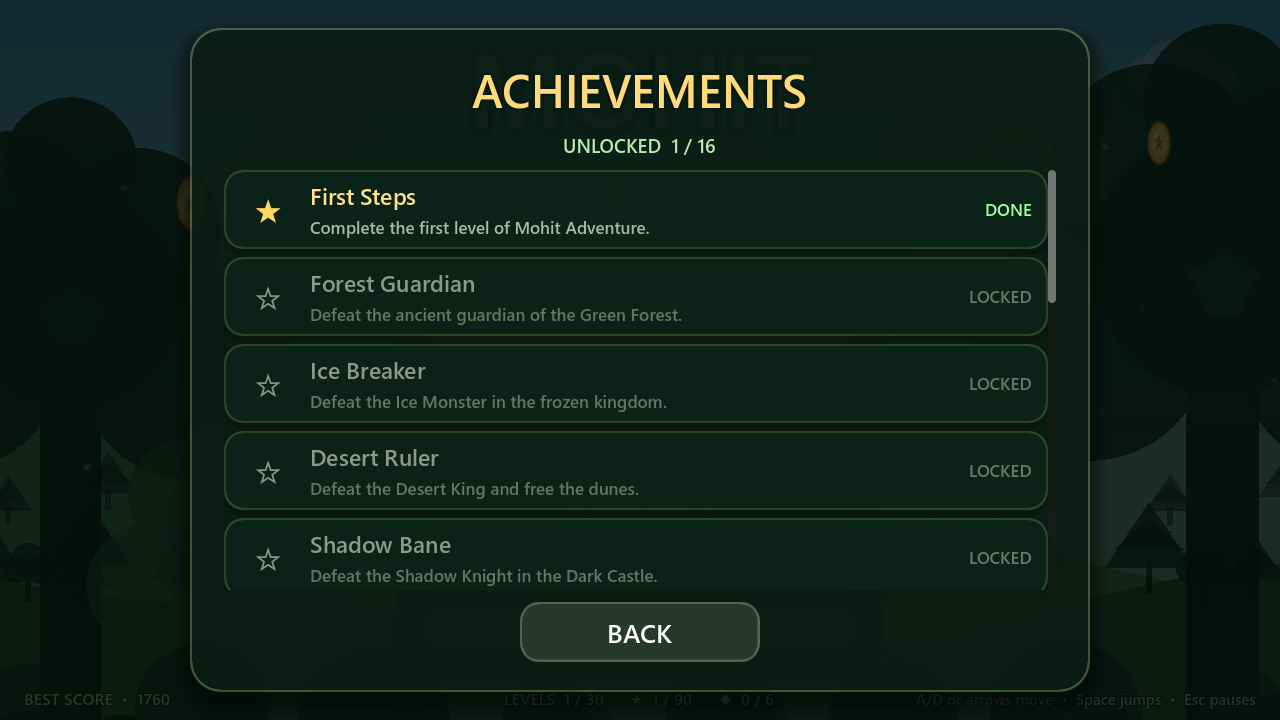 MOHIT
ACHIEVEMENTS
UNLOCKED 1 / 16
First Steps
Complete the first level of Mohit Adventure.
DONE
Forest Guardian
Defeat the ancient guardian of the Green Forest.
LOCKED
Ice Breaker
Defeat the Ice Monster in the frozen kingdom.
LOCKED
Desert Ruler
Defeat the Desert King and free the dunes.
LOCKED
Shadow Bane
Defeat the Shadow Knight in the Dark Castle.
LOCKED
BACK
BEST SCORE • 1760
LEVELS 1 / 30 ★ 1 / 90 ◆ 0 / 6
A/D or arrows move • Space jumps • Esc pauses